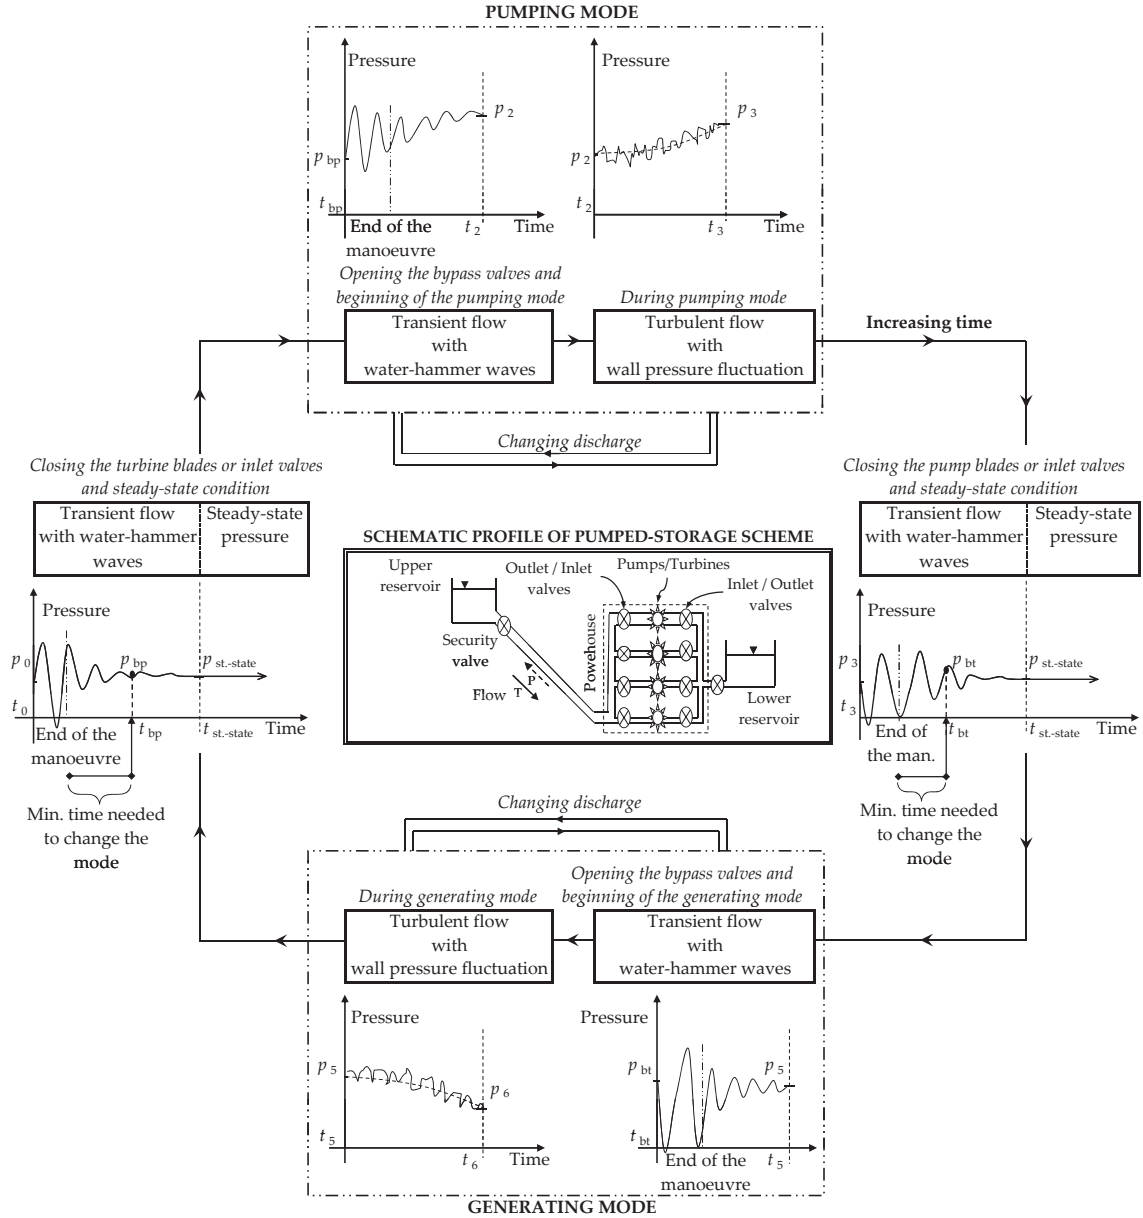 PUMPING MODE
Pressure
p 2
p bp
t bp
End of the
manoeuvre
t 2
Time
Pressure
p 3
p 2
t 2
t 3
Time
Opening the bypass valves and
beginning of the pumping mode
During pumping mode
Transient flow
with
water-hammer waves
Turbulent flow
with
wall pressure fluctuation
Increasing time
Changing discharge
Closing the turbine blades or inlet valves
and steady-state condition
Transient flow
with water-hammer
waves
Steady-state
pressure
Pressure
p 0
p bp
p st.-state
t 0
Time
End of the
manoeuvre
t bp
t st.-state
Min. time needed
to change the
mode
SCHEMATIC PROFILE OF PUMPED-STORAGE SCHEME
Upper
reservoir
Outlet / Inlet
valves
Pumps/Turbines
Inlet / Outlet
valves
Security
valve
Powehouse
Flow
P
T
Lower
reservoir
Closing the pump blades or inlet valves
and steady-state condition
Transient flow
with water-hammer
waves
Steady-state
pressure
Pressure
p 3
p bt
p st.-state
t 3
End of
the man.
t bt
t st.-state
Time
Min. time needed
to change the
mode
Changing discharge
During generating mode
Opening the bypass valves and
beginning of the generating mode
Turbulent flow
with
wall pressure fluctuation
Transient flow
with
water-hammer waves
Pressure
p 5
p 6
t 5
t 6
Time
Pressure
p bt
p 5
t bt
End of the
manoeuvre
t 5
GENERATING MODE